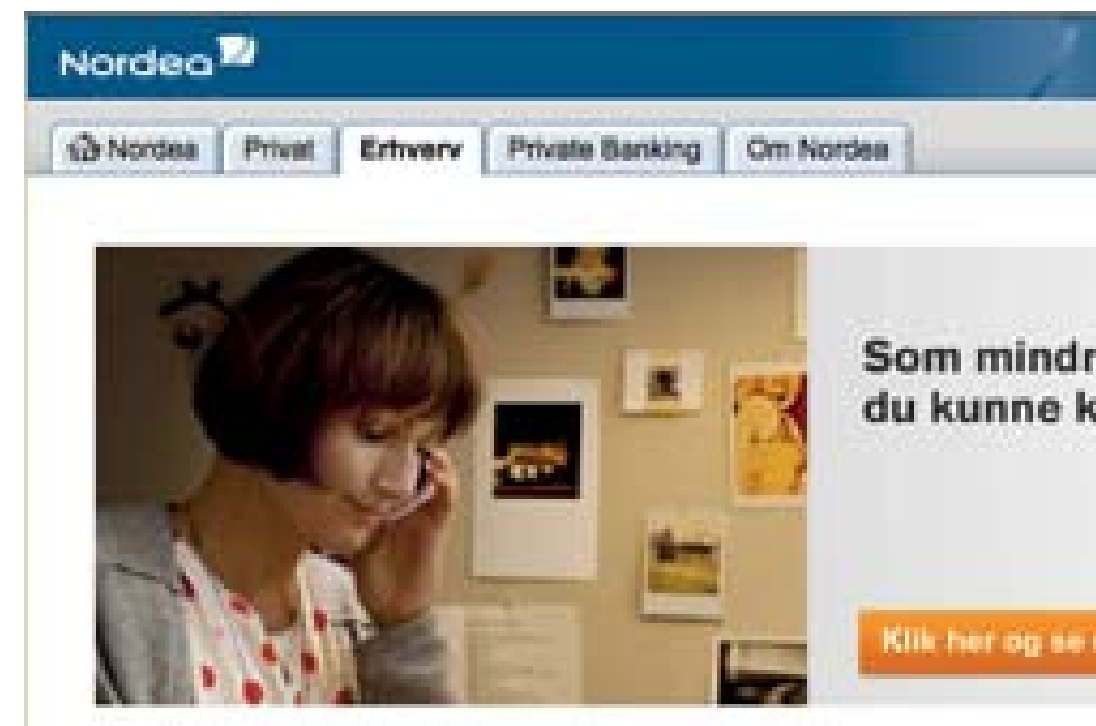 Nordea
Nordea Privat Erhverv Private Banking Om Nordea
Som mindr
du kunne k
Klik her og se